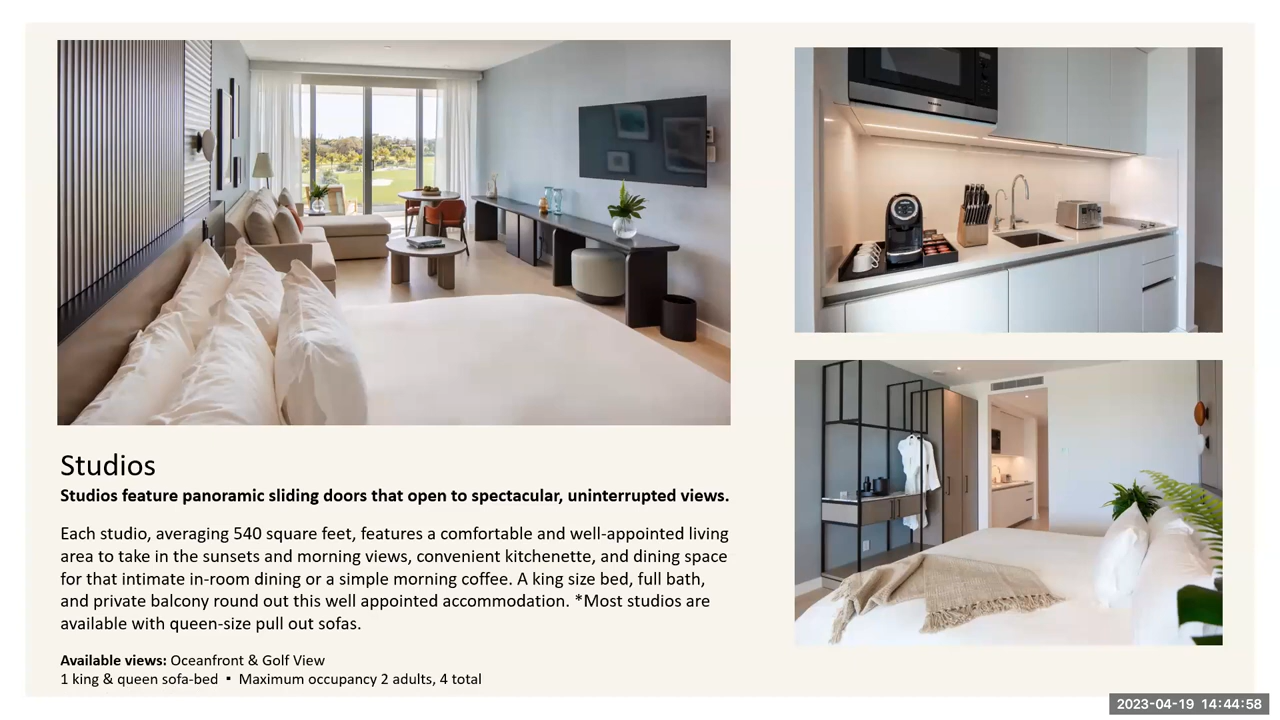 Studios
Studios feature panoramic sliding doors that open to spectacular, uninterrupted views.
Each studio, averaging 540 square feet, features a comfortable and well-appointed living
area to take in the sunsets and morning views, convenient kitchenette, and dining space
for that intimate in-room dining or a simple morning coffee. A king size bed, full bath,
and private balcony round out this well appointed accommodation. *Most studios are
available with queen-size pull out sofas.
Available views: Oceanfront & Golf View
1 king & queen sofa-bed ▪ Maximum occupancy 2 adults, 4 total
2023-04-19 14:44:58